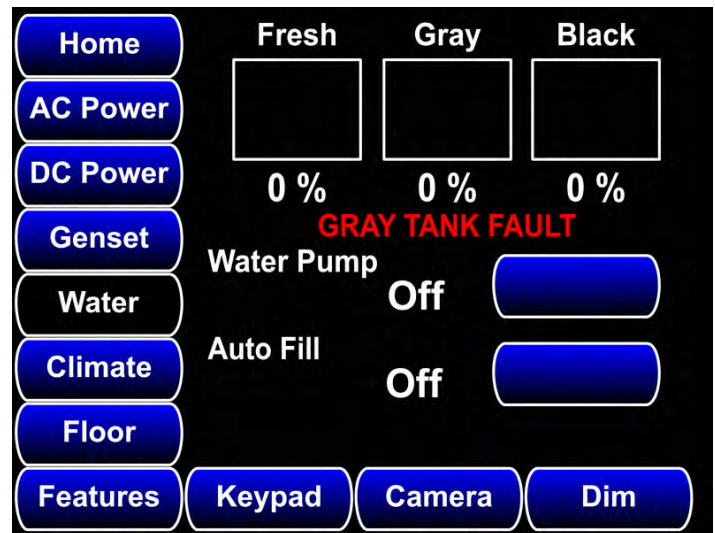 Home
AC Power
DC Power
Genset
Water
Climate
Floor
Features
Fresh Gray Black
0 % 0 % 0 %
GRAY TANK FAULT
Water Pump
Off
Auto Fill
Off
Keypad Camera Dim